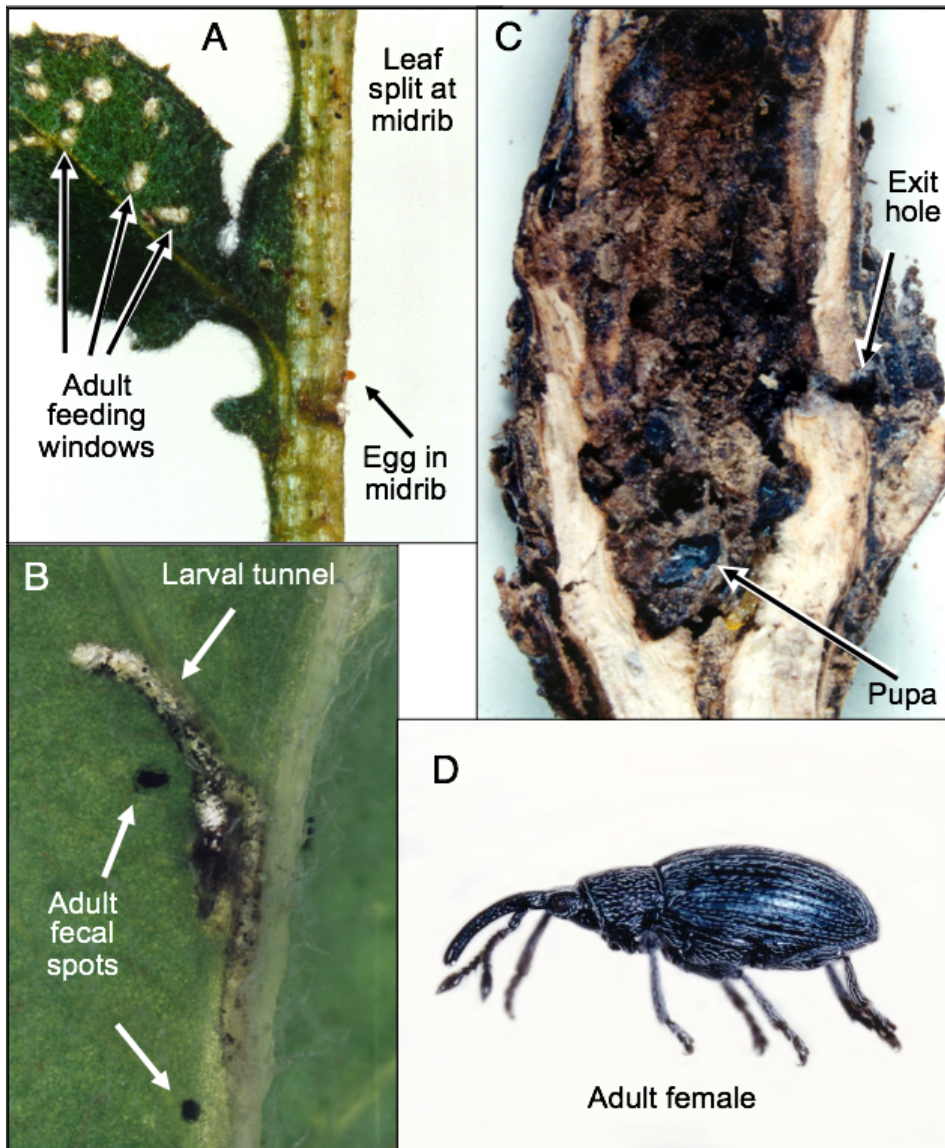 A
Leaf
split at
midrib
Adult
feeding
windows
Egg in
midrib
B
Larval tunnel
Adult
fecal
spots
C
Exit
hole
Pupa
D
Adult female